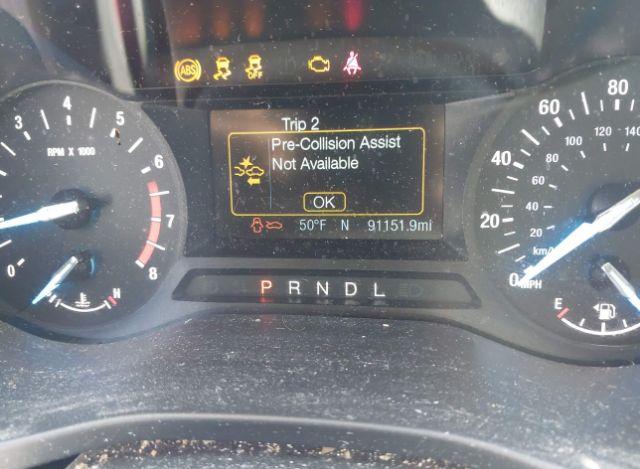 ABS OFF
Trip 2
Pre-Collision Assist
Not Available
OK
50°F N 91151.9mi
P R N D L
3 4 5 6 7 8
RPM X 1000
0
H
0 20 40 60 80
20 40 60 80 100 120 140
km/
MPH
E